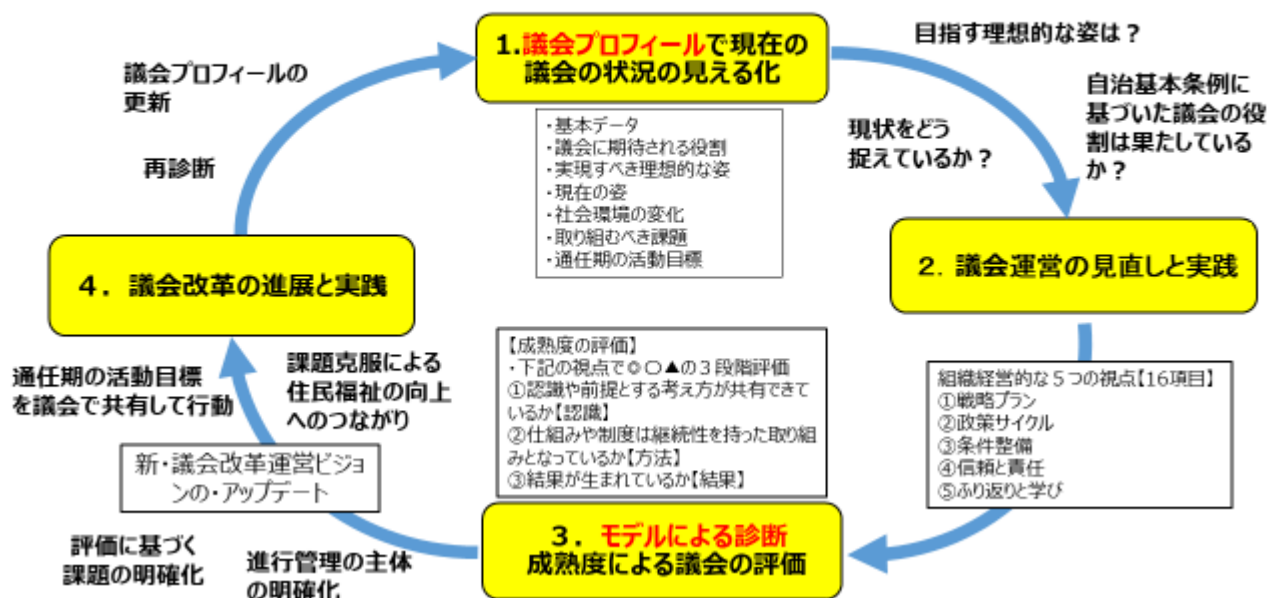 1.議会プロフィールで現在の
議会の状況の見える化
・基本データ
・議会に期待される役割
・実現すべき理想的な姿
・現在の姿
・社会環境の変化
・取り組むべき課題
・通任期の活動目標
目指す理想的な姿は？
自治基本条例に
基づいた議会の役
割は果たしている
か？
現状をどう
捉えているか？
2. 議会運営の見直しと実践
組織経営的な５つの視点【16項目】
①戦略プラン
②政策サイクル
③条件整備
④信頼と責任
⑤ふり返りと学び
【成熟度の評価】
・下記の視点で◎〇▲の３段階評価
①認識や前提とする考え方が共有できて
いるか【認識】
②仕組みや制度は継続性を持った取り組
みとなっているか【方法】
③結果が生まれているか【結果】
３．モデルによる診断
成熟度による議会の評価
進行管理の主体
の明確化
評価に基づく
課題の明確化
新・議会改革運営ビジョ
ンの・アップデート
課題克服による
住民福祉の向上
へのつながり
通任期の活動目標
を議会で共有して行動
４．議会改革の進展と実践
再診断
議会プロフィールの
更新